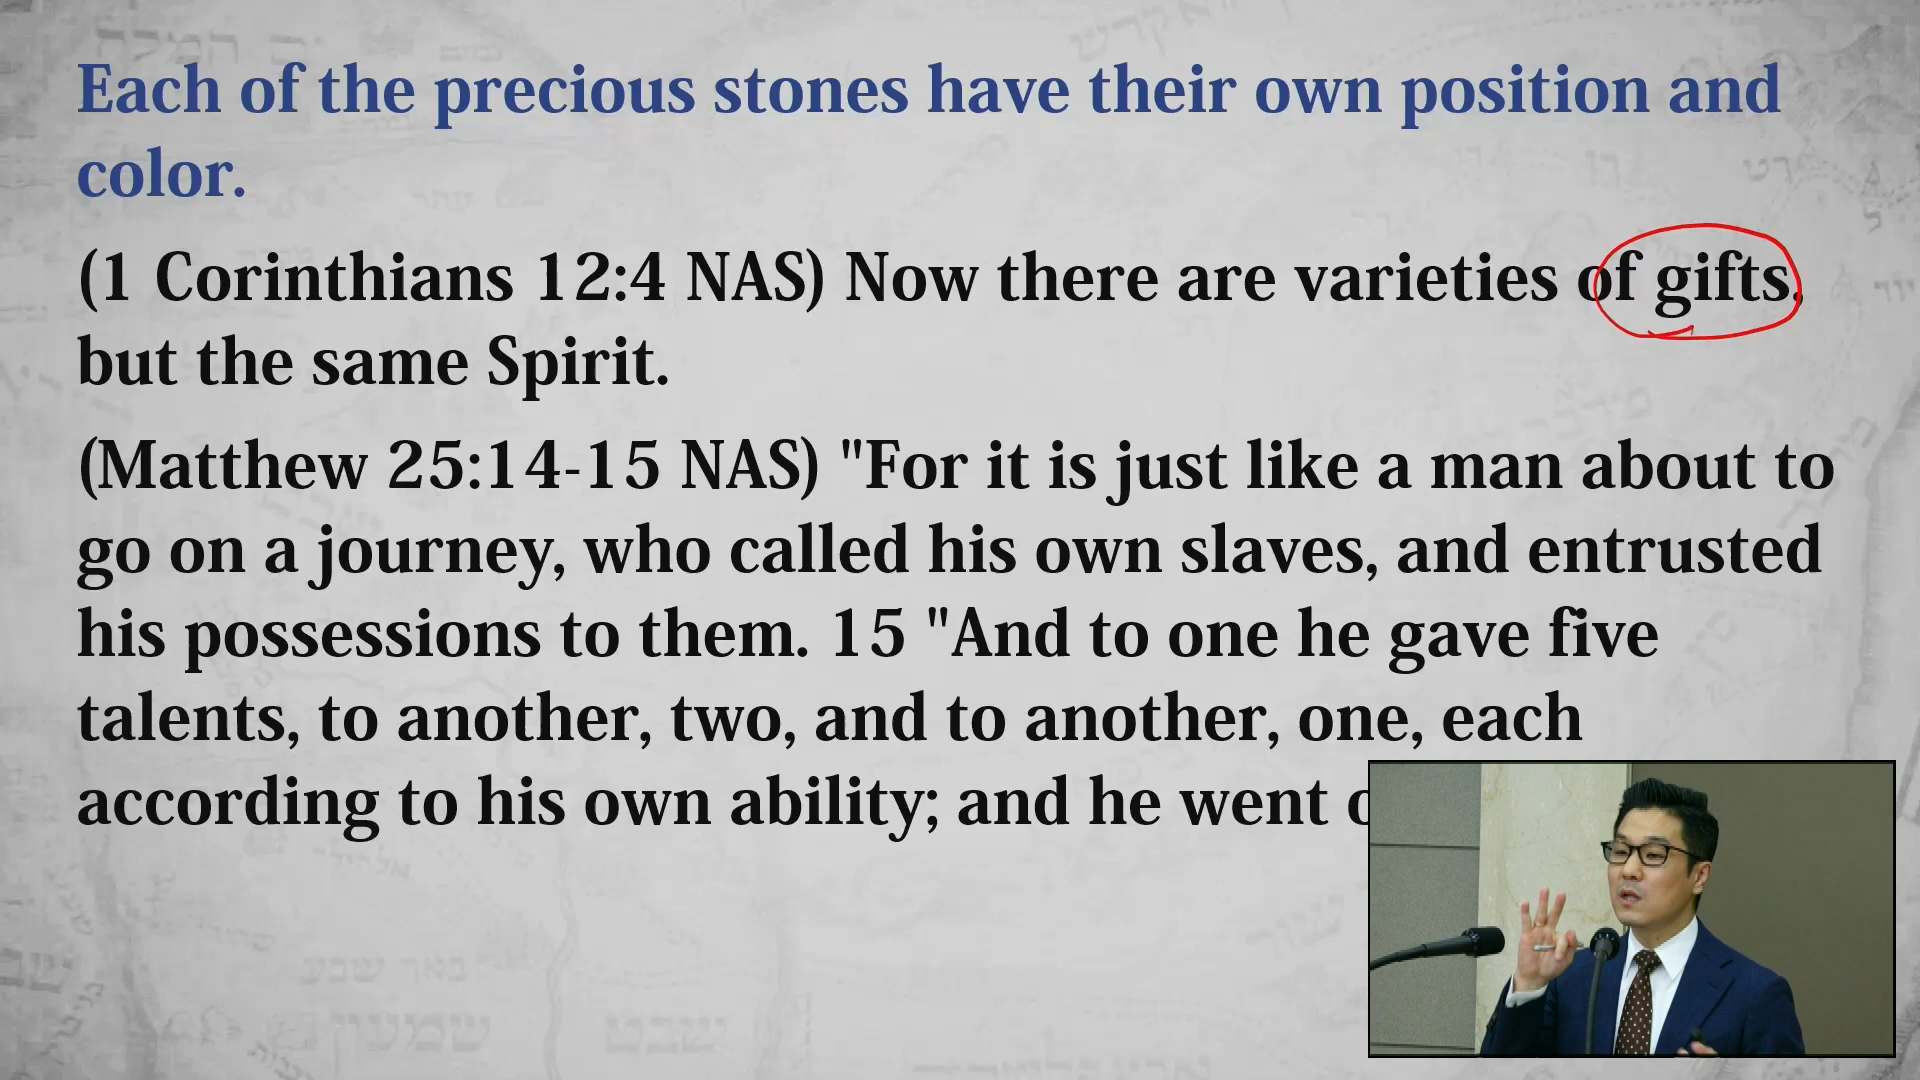 Each of the precious stones have their own position and
color.
(1 Corinthians 12:4 NAS) Now there are varieties of gifts,
but the same Spirit.
(Matthew 25:14-15 NAS) "For it is just like a man about to
go on a journey, who called his own slaves, and entrusted
his possessions to them. 15 "And to one he gave five
talents, to another, two, and to another, one, each
according to his own ability; and he went
באר שבע
שמעון
שבט